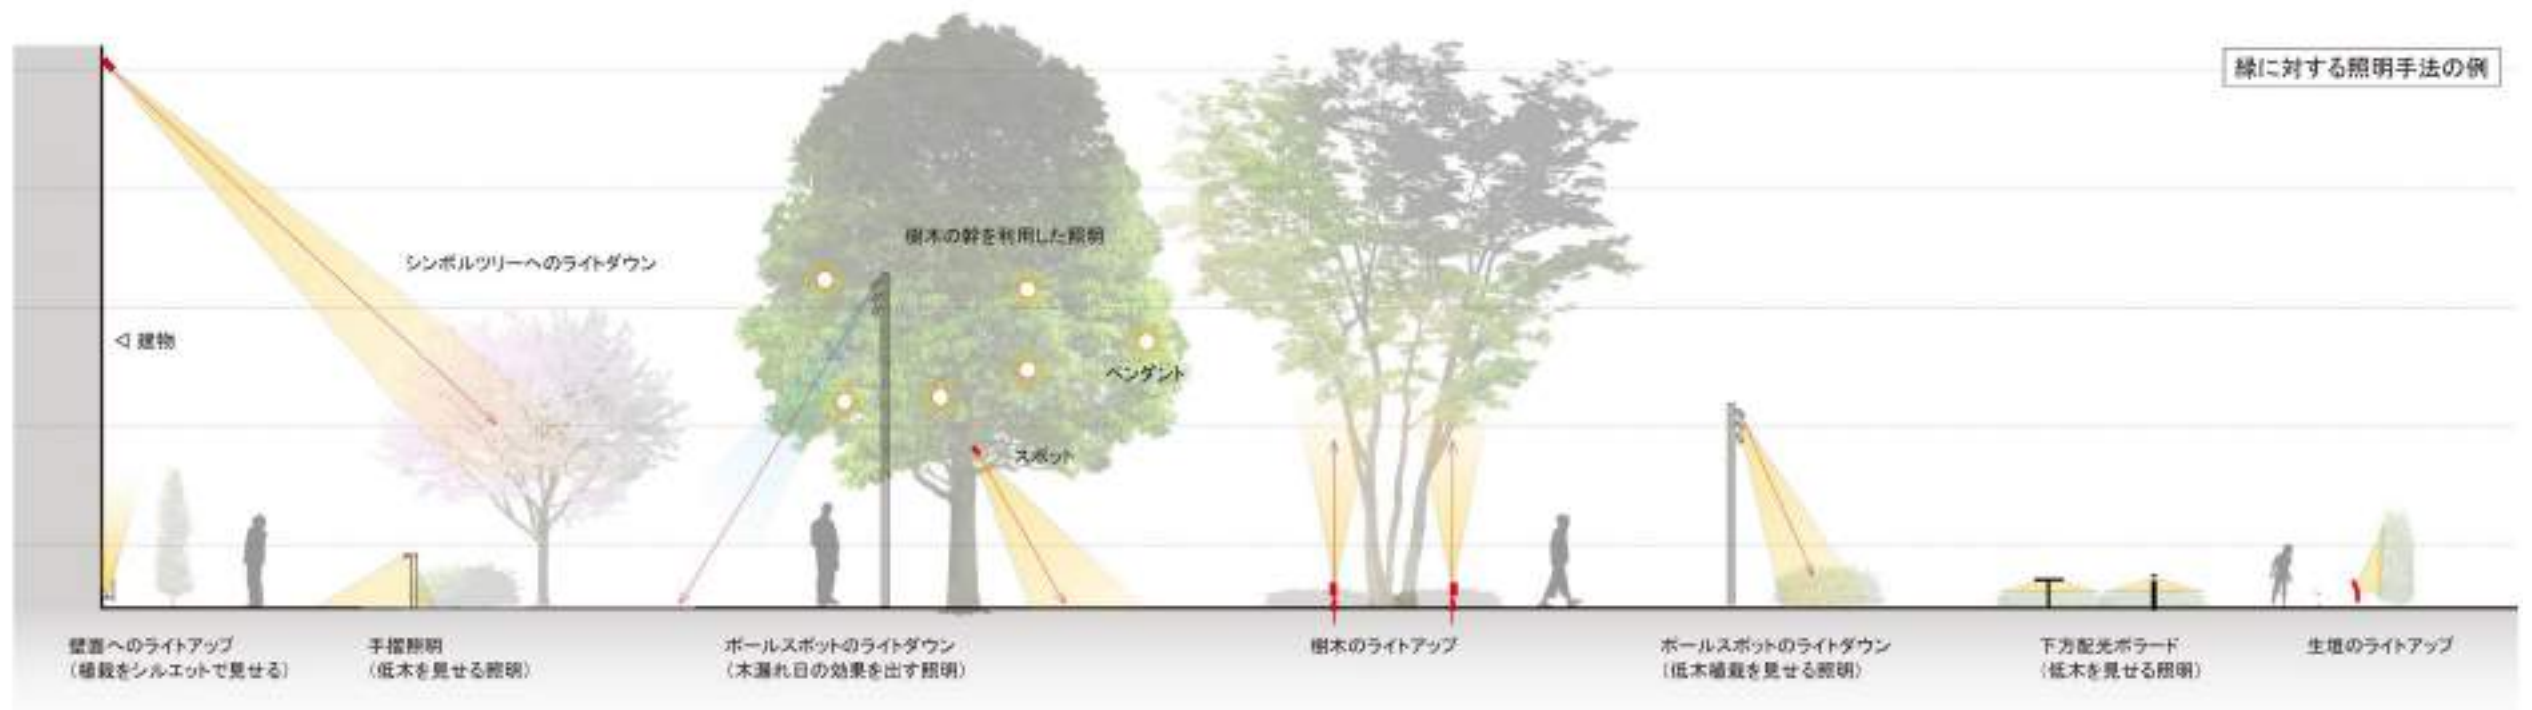 緑に対する照明手法の例
シンボルツリーへのライトダウン
樹木の幹を利用した照明
◁ 建物
ペンダント
スポット
壁面へのライトアップ
(植栽をシルエットで見せる)
手摺照明
(低木を見せる照明)
ポールスポットのライトダウン
(木漏れ日の効果を出す照明)
樹木のライトアップ
ポールスポットのライトダウン
(低木植栽を見せる照明)
下方配光ボラード
(低木を見せる照明)
生垣のライトアップ